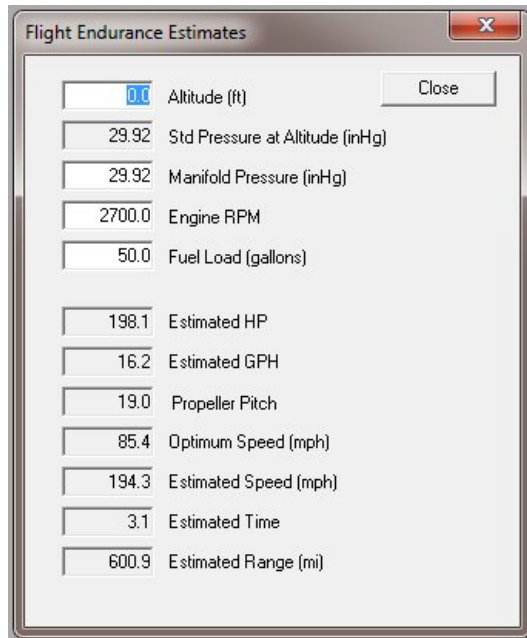 Flight Endurance Estimates
Close
0.0 Altitude (ft)
29.92 Std Pressure at Altitude (inHg)
29.92 Manifold Pressure (inHg)
2700.0 Engine RPM
50.0 Fuel Load (gallons)
198.1 Estimated HP
16.2 Estimated GPH
19.0 Propeller Pitch
85.4 Optimum Speed (mph)
194.3 Estimated Speed (mph)
3.1 Estimated Time
600.9 Estimated Range (mi)